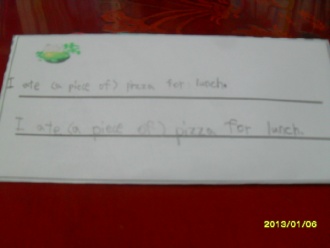 I ate (a piece of) pizza for lunch.
I ate (a piece of) pizza for lunch.
2013/01/06